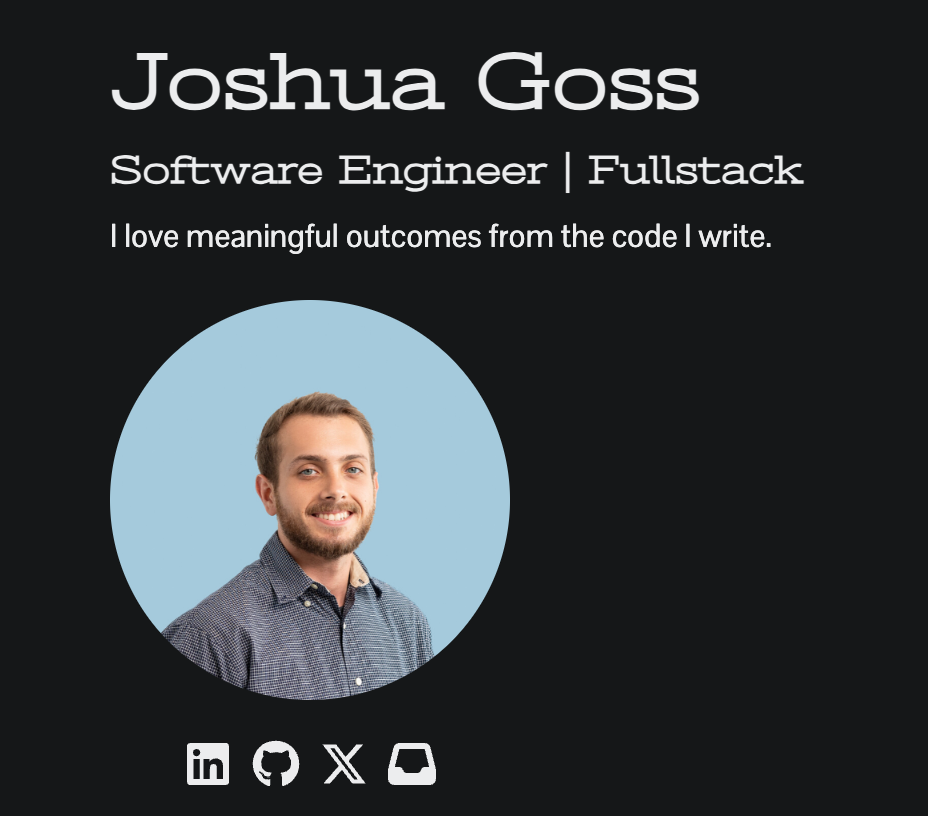 Joshua Goss
Software Engineer | Fullstack
I love meaningful outcomes from the code I write.
in